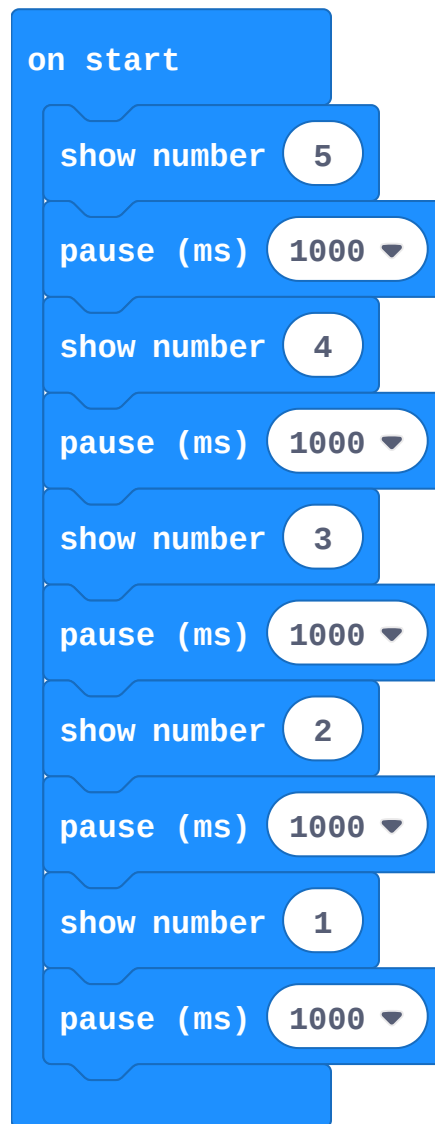 on start
show number 5
pause (ms) 1000
show number 4
pause (ms) 1000
show number 3
pause (ms) 1000
show number 2
pause (ms) 1000
show number 1
pause (ms) 1000